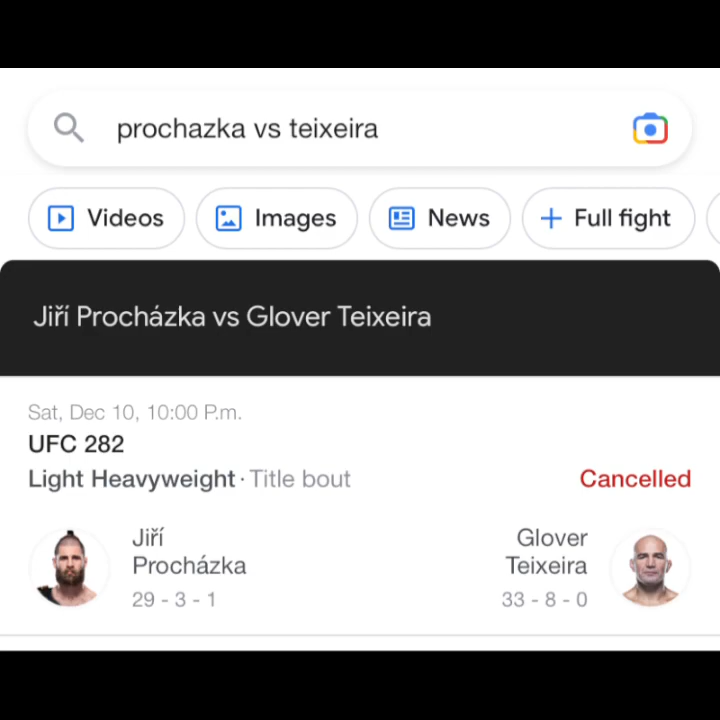 prochazka vs teixeira
Videos Images News + Full fight
Jiří Procházka vs Glover Teixeira
Sat, Dec 10, 10:00 P.m.
UFC 282
Light Heavyweight · Title bout Cancelled
Jiří Glover
Procházka Teixeira
29 - 3 - 1 33 - 8 - 0